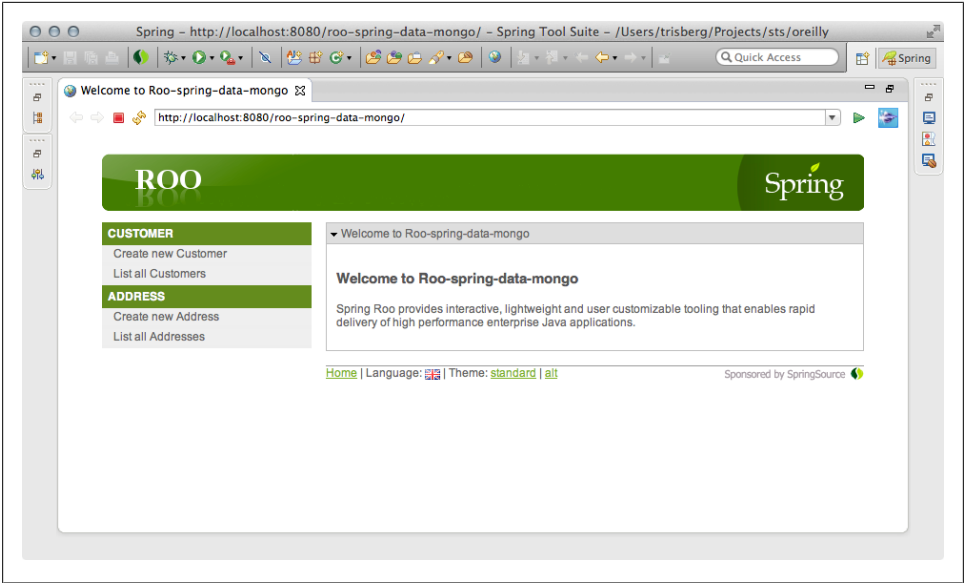 Spring – http://localhost:8080/roo-spring-data-mongo/ – Spring Tool Suite – /Users/trisberg/Projects/sts/oreilly
Quick Access
Spring
Welcome to Roo-spring-data-mongo
http://localhost:8080/roo-spring-data-mongo/
ROO
Spring
CUSTOMER
Create new Customer
List all Customers
ADDRESS
Create new Address
List all Addresses
Welcome to Roo-spring-data-mongo
Welcome to Roo-spring-data-mongo
Spring Roo provides interactive, lightweight and user customizable tooling that enables rapid
delivery of high performance enterprise Java applications.
Home | Language: | Theme: standard | alt
Sponsored by SpringSource